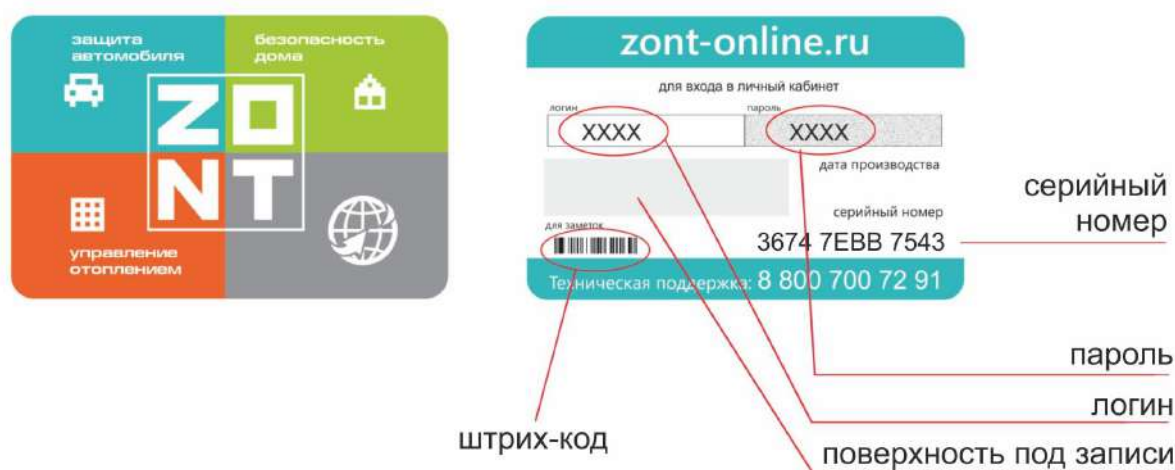 защита
автомобиля
безопасность
дома
ZO
NT
управление
отоплением
zont-online.ru
для входа в личный кабинет
логин
пароль
XXXX
XXXX
дата производства
серийный номер
для заметок
3674 7EBB 7543
Техническая поддержка: 8 800 700 72 91
серийный
номер
пароль
логин
штрих-код
поверхность под записи